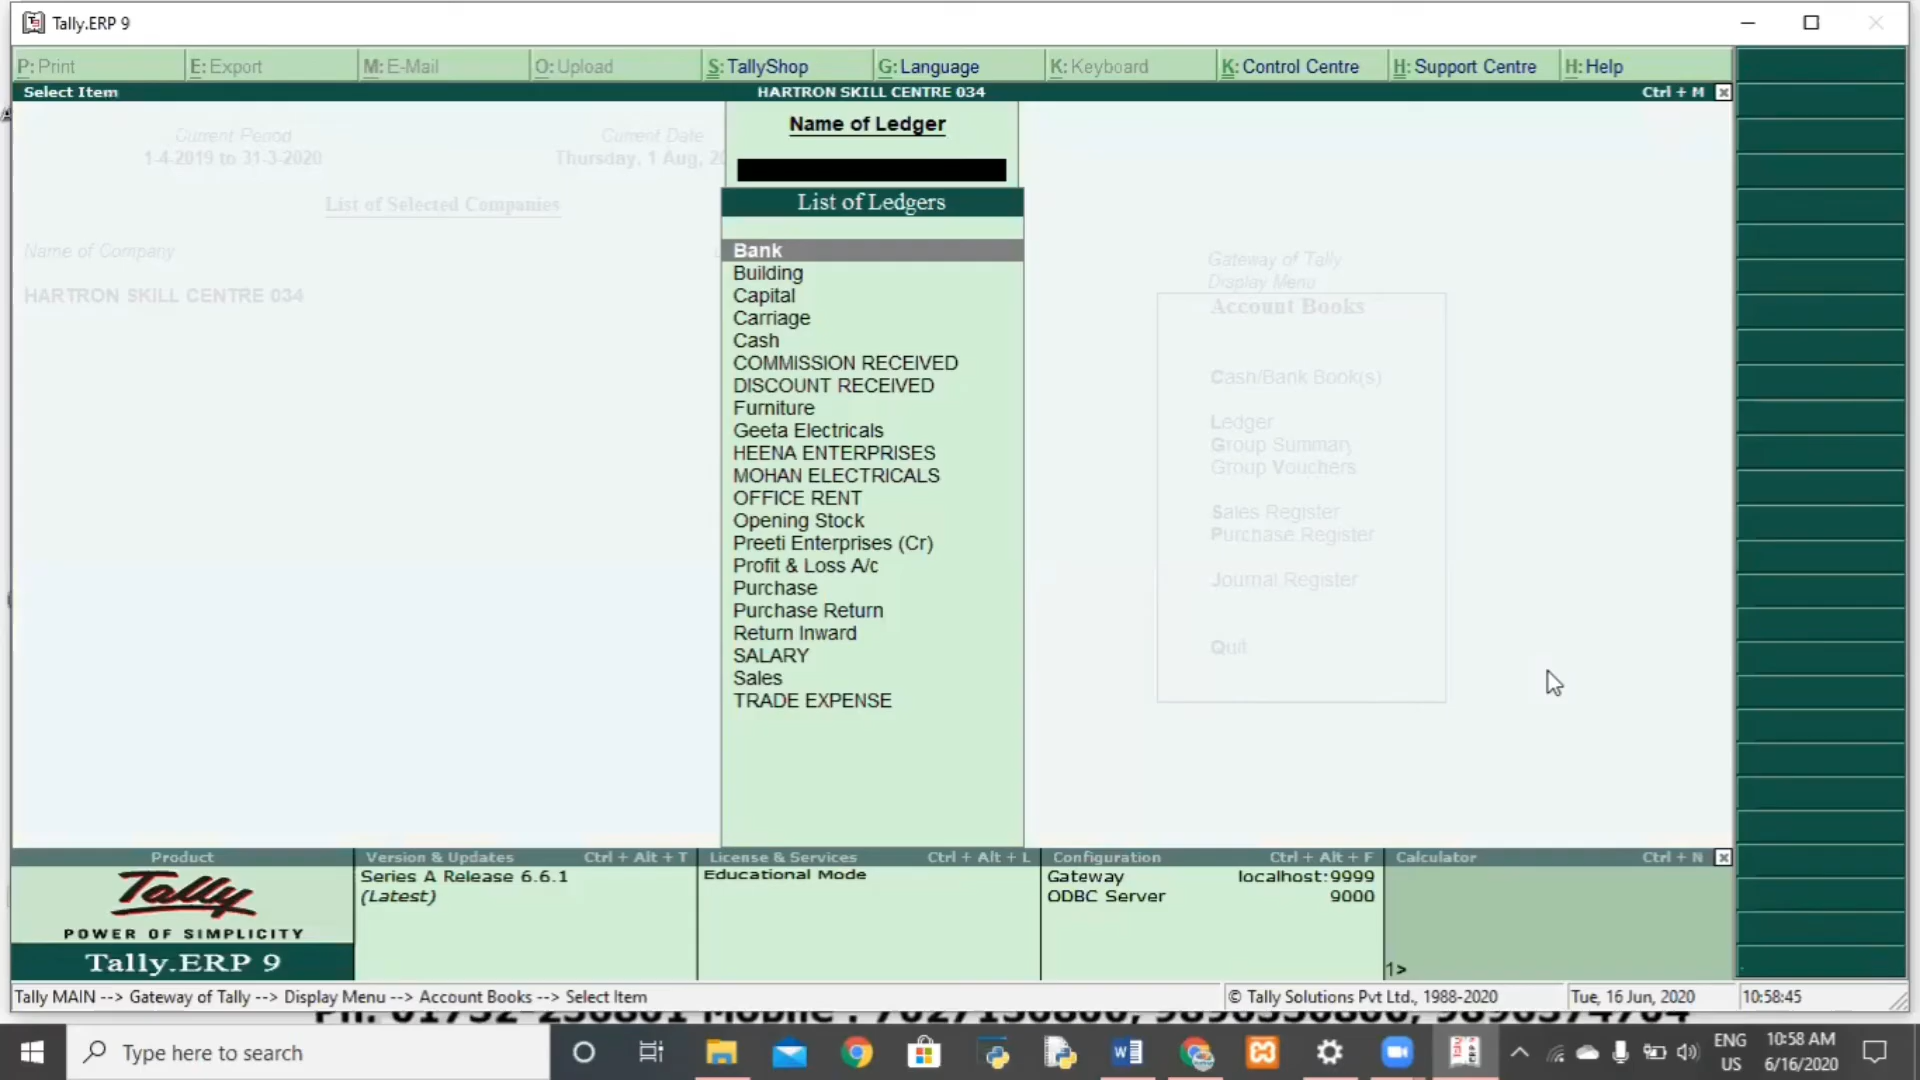 Tally.ERP 9
P: Print E: Export M: E-Mail O: Upload S: TallyShop G: Language K: Keyboard K: Control Centre H: Support Centre H: Help
Select Item HARTRON SKILL CENTRE 034 Ctrl + M
Current Period Current Date
1-4-2019 to 31-3-2020 Thursday, 1 Aug, 20
List of Selected Companies
Name of Company
HARTRON SKILL CENTRE 034
Name of Ledger
List of Ledgers
Bank
Building
Capital
Carriage
Cash
COMMISSION RECEIVED
DISCOUNT RECEIVED
Furniture
Geeta Electricals
HEENA ENTERPRISES
MOHAN ELECTRICALS
OFFICE RENT
Opening Stock
Preeti Enterprises (Cr)
Profit & Loss A/c
Purchase
Purchase Return
Return Inward
SALARY
Sales
TRADE EXPENSE
Gateway of Tally
Display Menu
Account Books
Cash/Bank Book(s)
Ledger
Group Summary
Group Vouchers
Sales Register
Purchase Register
Journal Register
Quit
Product
Tally
POWER OF SIMPLICITY
Tally.ERP 9
Version & Updates Ctrl + Alt + T
Series A Release 6.6.1
(Latest)
License & Services Ctrl + Alt + L
Educational Mode
Configuration Ctrl + Alt + F
Gateway localhost:9999
ODBC Server 9000
Calculator Ctrl + N
1>
Tally MAIN --> Gateway of Tally --> Display Menu --> Account Books --> Select Item © Tally Solutions Pvt Ltd., 1988-2020 Tue, 16 Jun, 2020 10:58:45
Type here to search
ENG
US
10:58 AM
6/16/2020